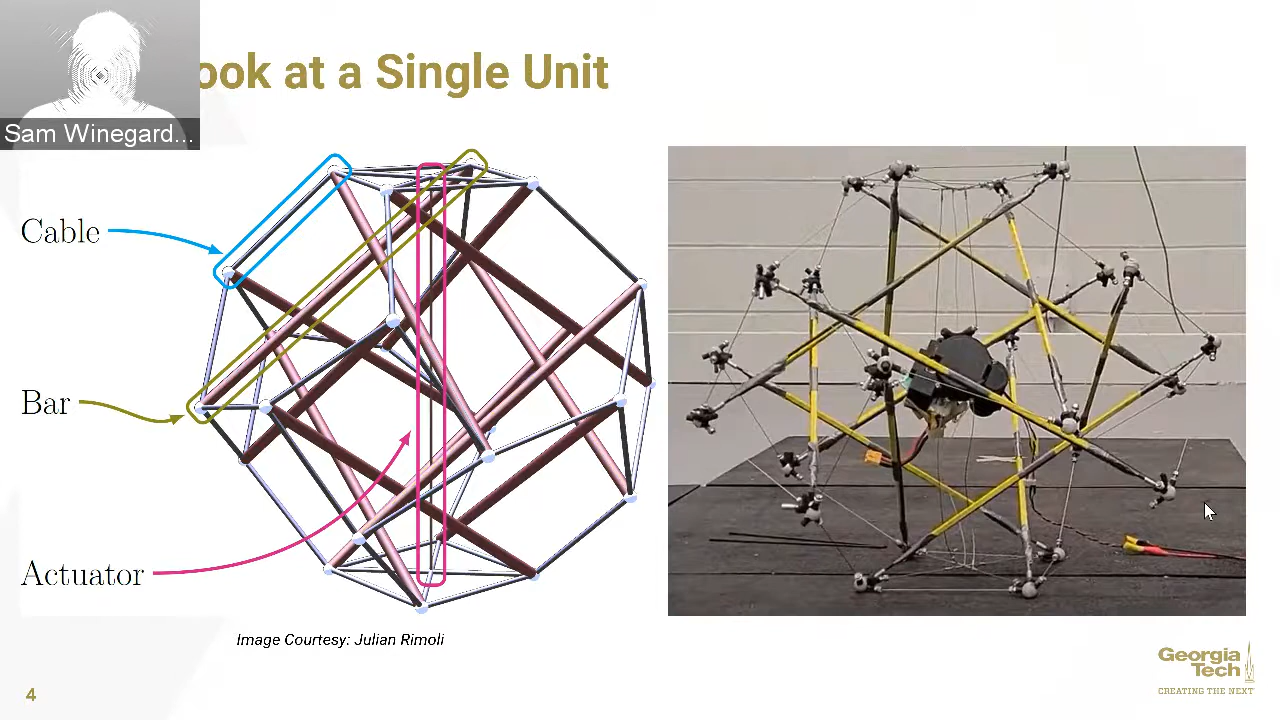 Sam Winegard...
ook at a Single Unit
Cable
Bar
Actuator
Image Courtesy: Julian Rimoli
4
Georgia
Tech
CREATING THE NEXT